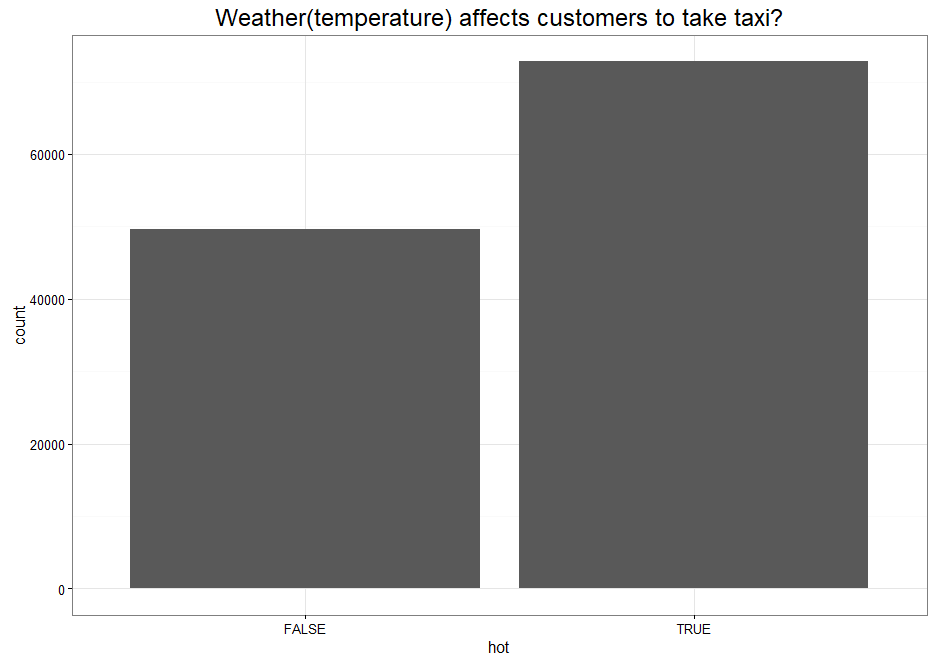 Weather(temperature) affects customers to take taxi?
60000
40000
20000
0
count
FALSE TRUE
hot